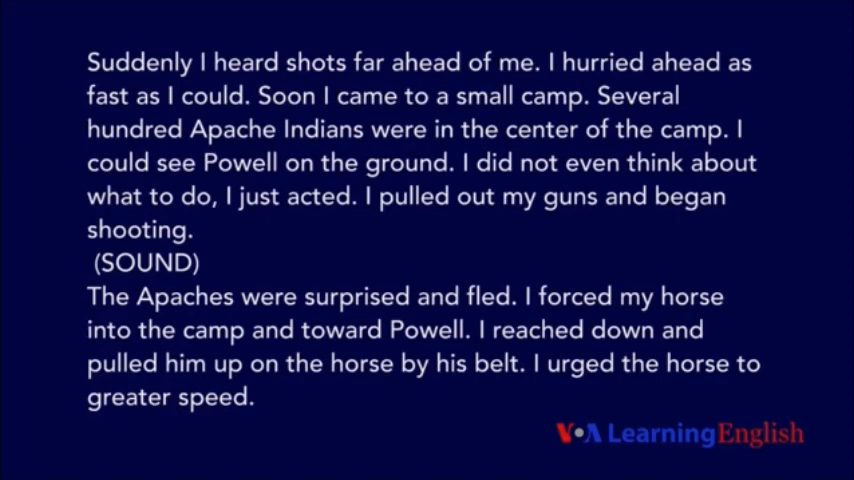 Suddenly I heard shots far ahead of me. I hurried ahead as
fast as I could. Soon I came to a small camp. Several
hundred Apache Indians were in the center of the camp. I
could see Powell on the ground. I did not even think about
what to do, I just acted. I pulled out my guns and began
shooting.
(SOUND)
The Apaches were surprised and fled. I forced my horse
into the camp and toward Powell. I reached down and
pulled him up on the horse by his belt. I urged the horse to
greater speed.
VOA Learning English